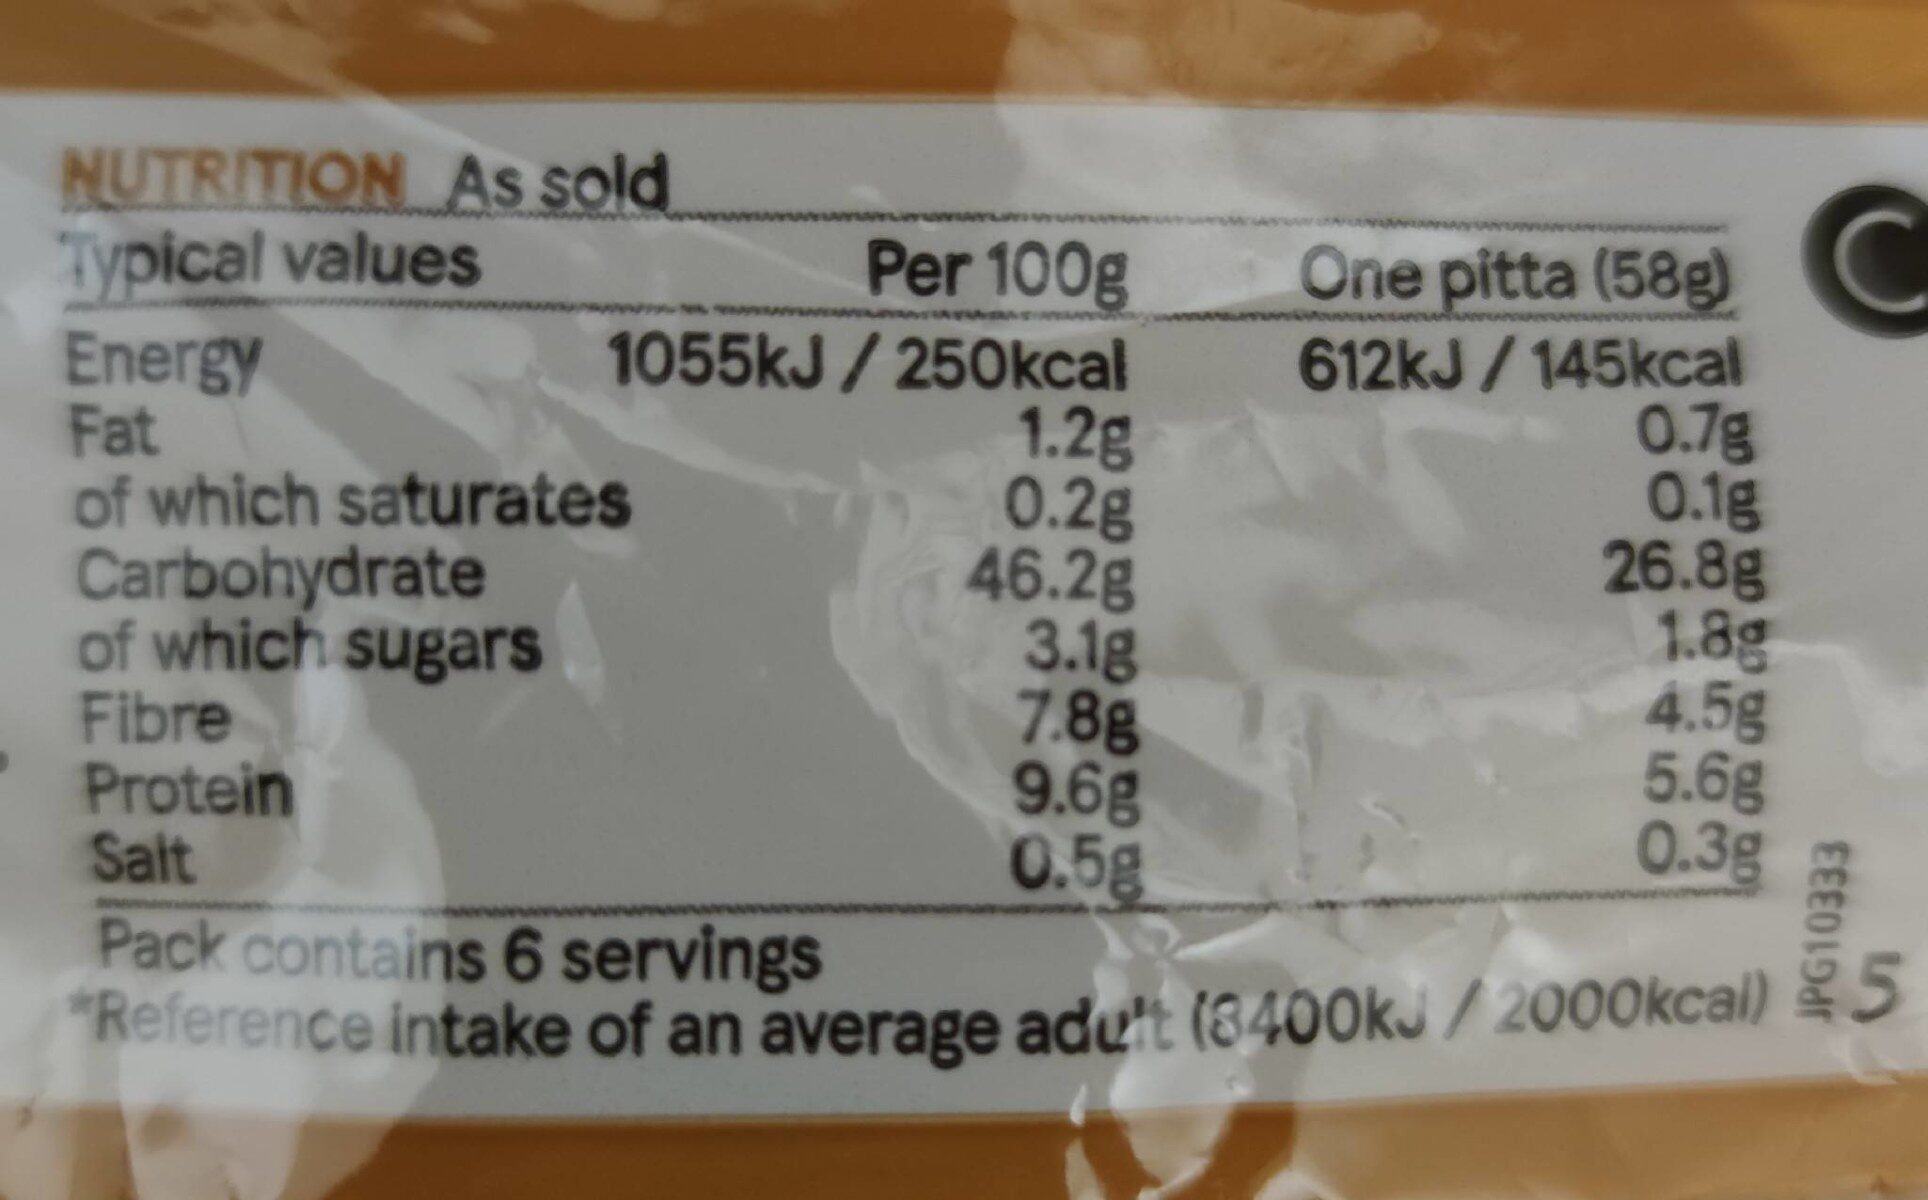 NUTRITION As sold
Typical values Per 100g One pitta (58g)
Energy 1055kJ / 250kcal 612kJ / 145kcal
Fat 1.2g 0.7g
of which saturates 0.2g 0.1g
Carbohydrate 46.2g 26.8g
of which sugars 3.1g 1.8g
Fibre 7.8g 4.5g
Protein 9.6g 5.6g
Salt 0.5g 0.3g
Pack contains 6 servings
*Reference intake of an average adult (8400kJ / 2000kcal)
JPG10333
5
C